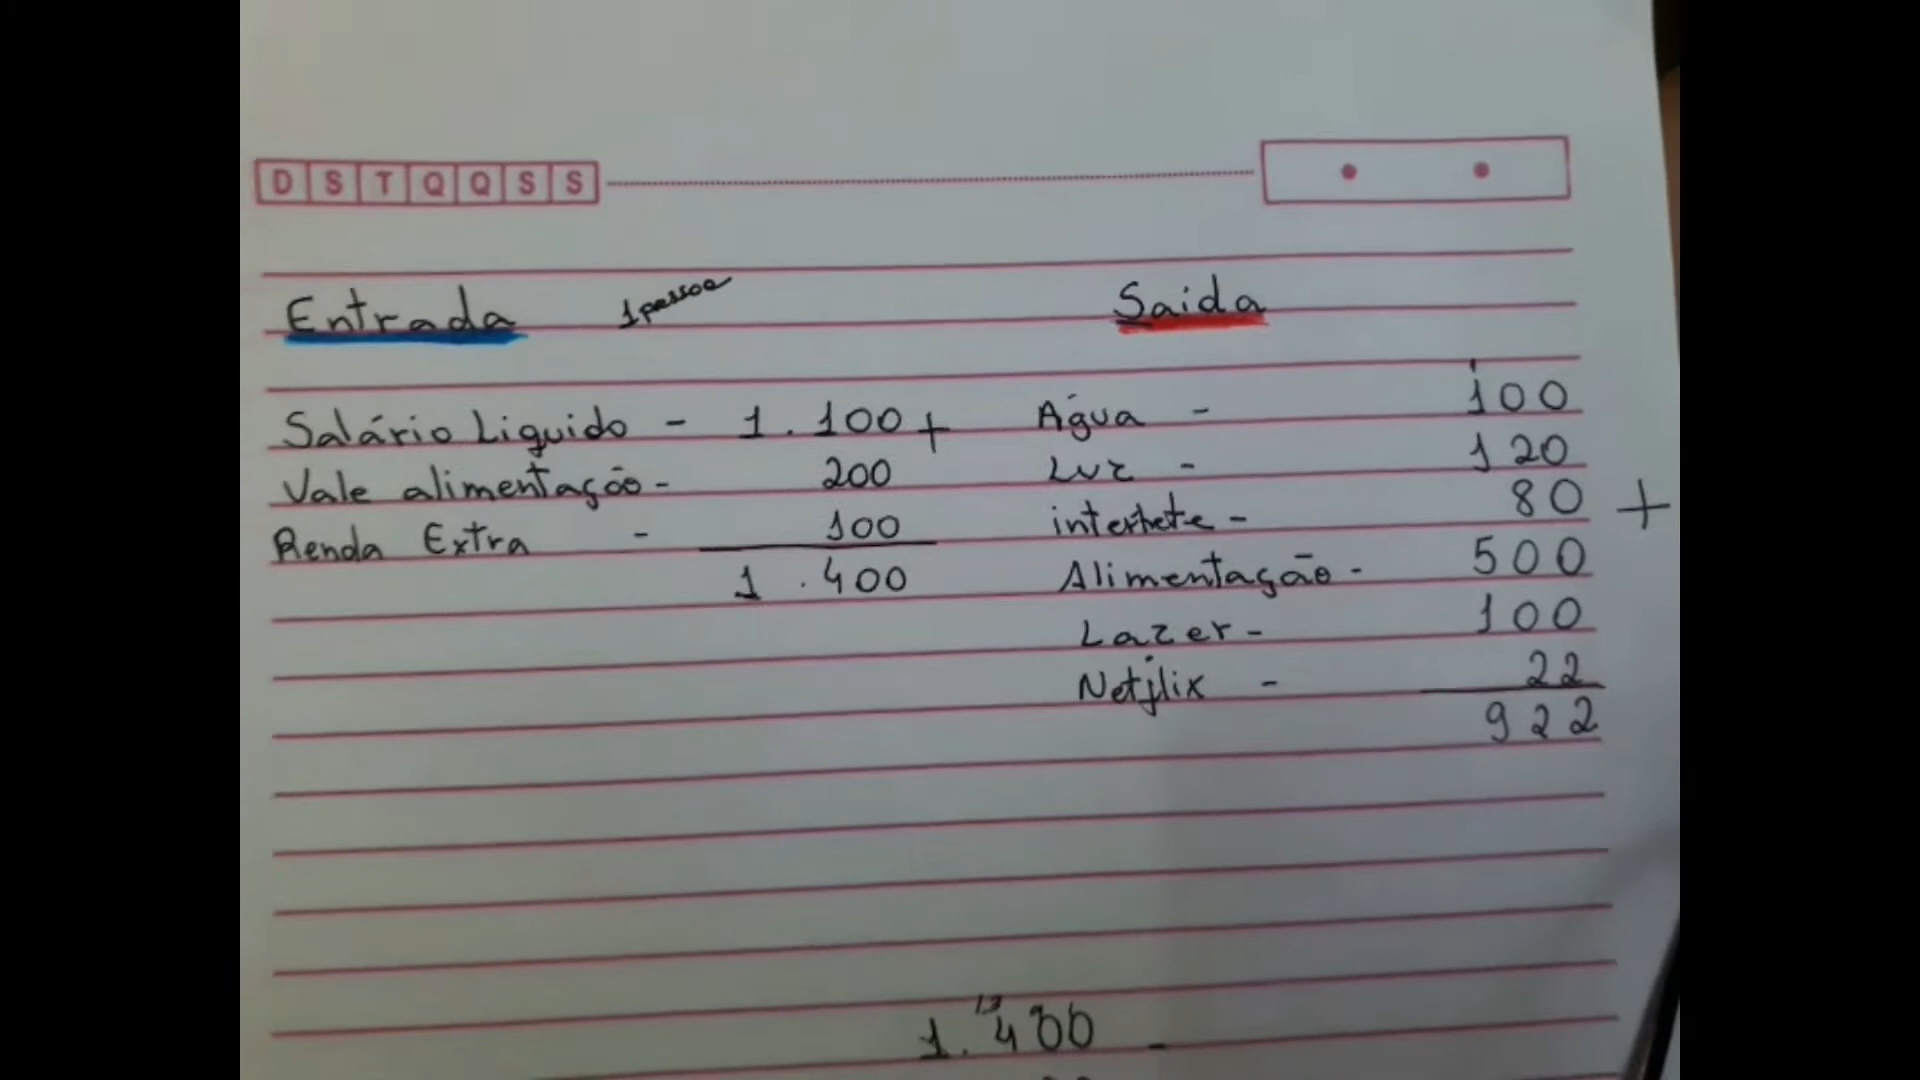 D S T Q Q S S
Entrada 1 pessoa Saida
Salário Liquido - 1.100 + Água - 100
Vale alimentação - 200 Luz - 120
Renda Extra - 100 internete - 80 +
1.400 Alimentação - 500
Lazer - 100
Netflix - 22
922
13
1.400 -